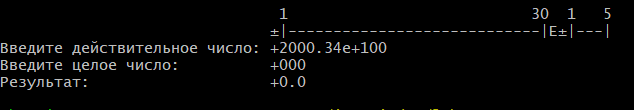 1                              30  1   5
±|----------------------------|E±|---|
Введите действительное число: +2000.34e+100
Введите целое число:          +000
Результат:                    +0.0